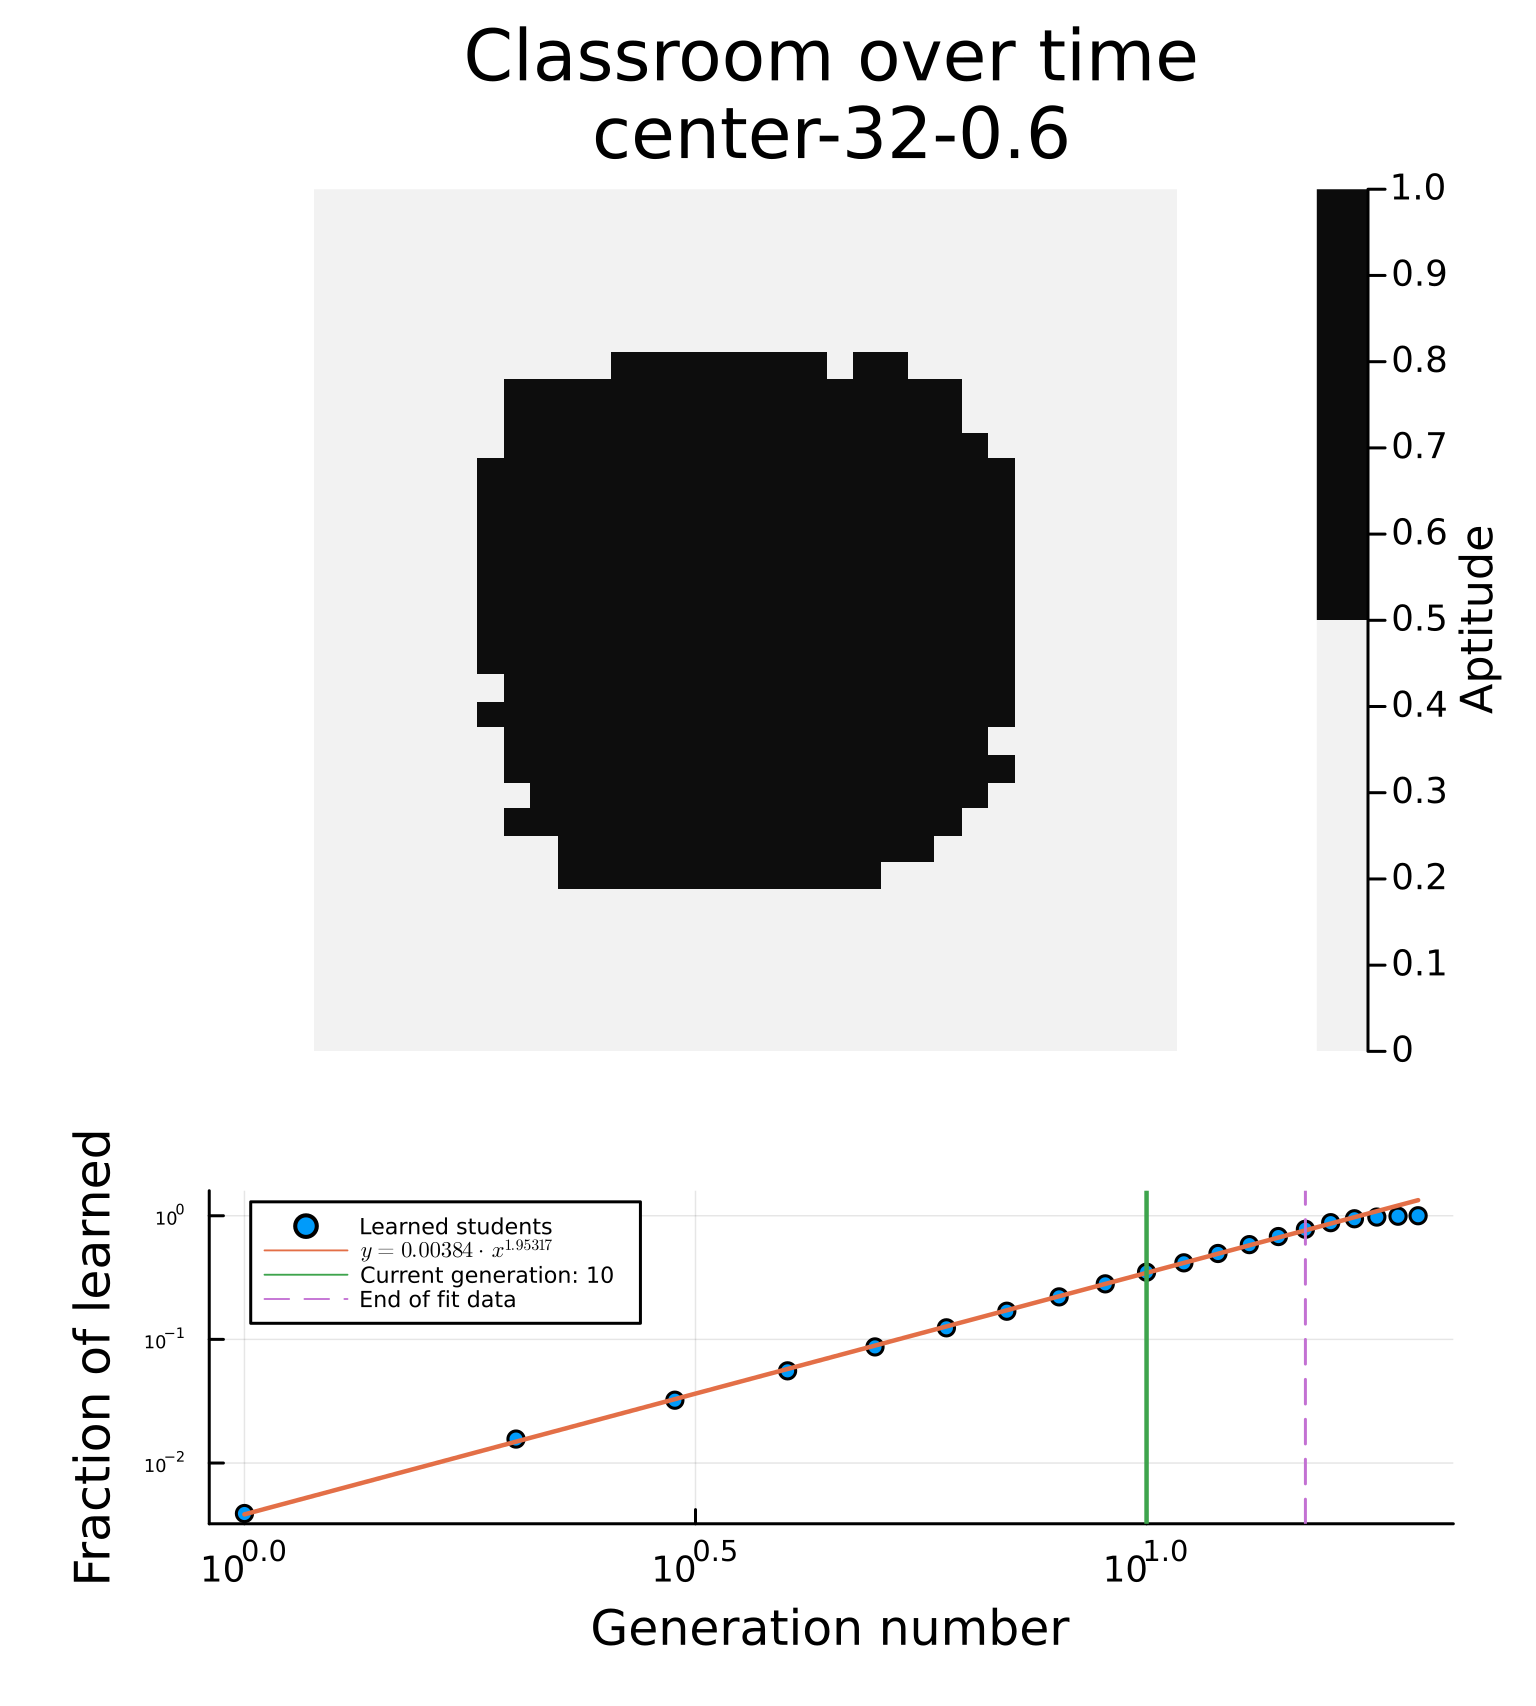 Classroom over time
center-32-0.6
1.0
0.9
0.8
0.7
0.6
0.5
0.4
0.3
0.2
0.1
0
Aptitude
Fraction of learned
10⁰
10⁻¹
10⁻²
Learned students
y = 0.00384 · x^1.95317
Current generation: 10
End of fit data
10^0.0
10^0.5
10^1.0
Generation number